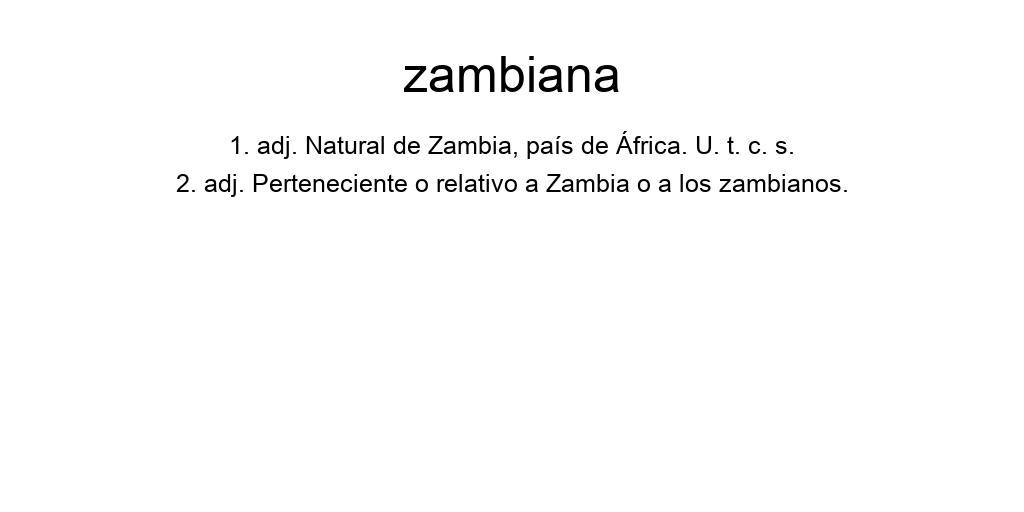 zambiana
1. adj. Natural de Zambia, país de África. U. t. c. s.
2. adj. Perteneciente o relativo a Zambia o a los zambianos.